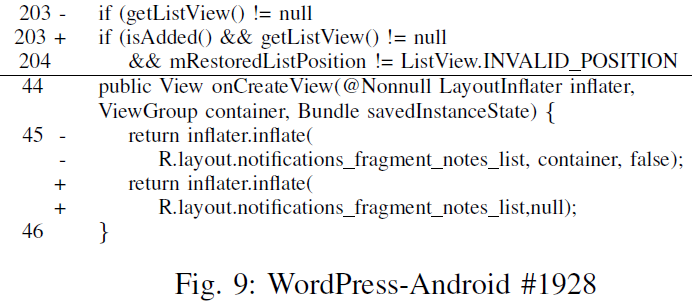 203 - if (getListView() != null
203 + if (isAdded() && getListView() != null
204 && mRestoredListPosition != ListView.INVALID_POSITION
44 public View onCreateView(@Nonnull LayoutInflater inflater,
ViewGroup container, Bundle savedInstanceState) {
45 - return inflater.inflate(
- R.layout.notifications_fragment_notes_list, container, false);
+ return inflater.inflate(
+ R.layout.notifications_fragment_notes_list,null);
46 }
Fig. 9: WordPress-Android #1928